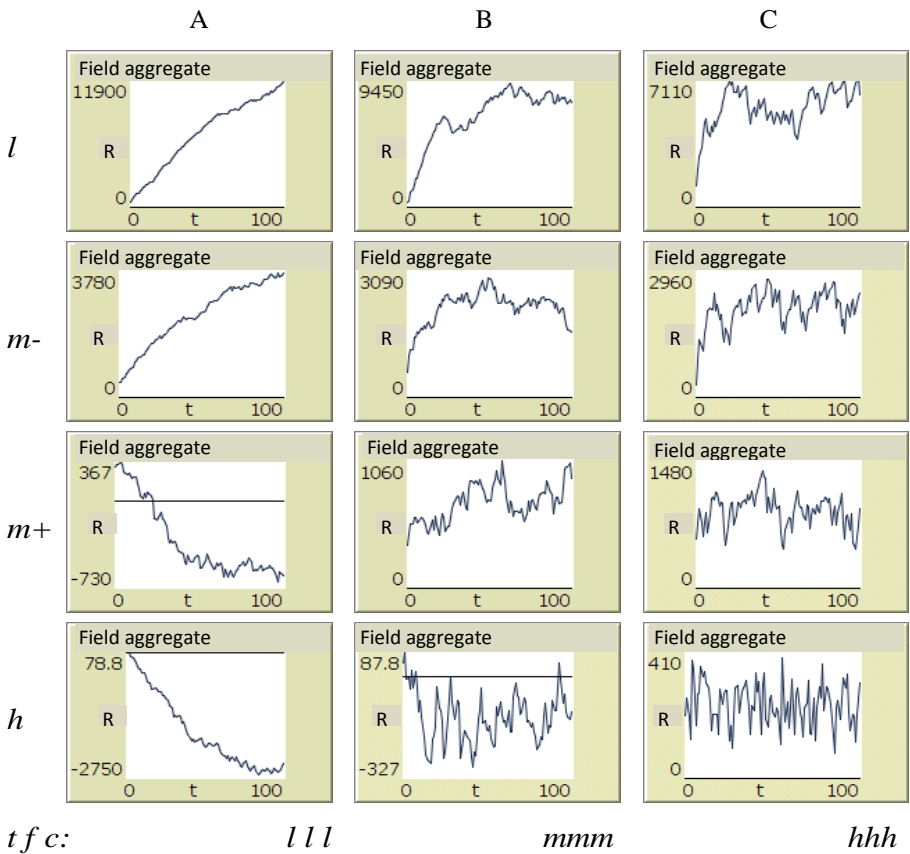 A B C
Field aggregate Field aggregate Field aggregate
11900 9450 7110
l R R R
0 0 0
0 t 100 0 t 100 0 t 100
Field aggregate Field aggregate Field aggregate
3780 3090 2960
m- R R R
0 0 0
0 t 100 0 t 100 0 t 100
Field aggregate Field aggregate Field aggregate
367 1060 1480
m+ R R R
-730 0 0
0 t 100 0 t 100 0 t 100
Field aggregate Field aggregate Field aggregate
78.8 87.8 410
h R R R
-2750 -327 0
0 t 100 0 t 100 0 t 100
t f c: l l l mmm hhh